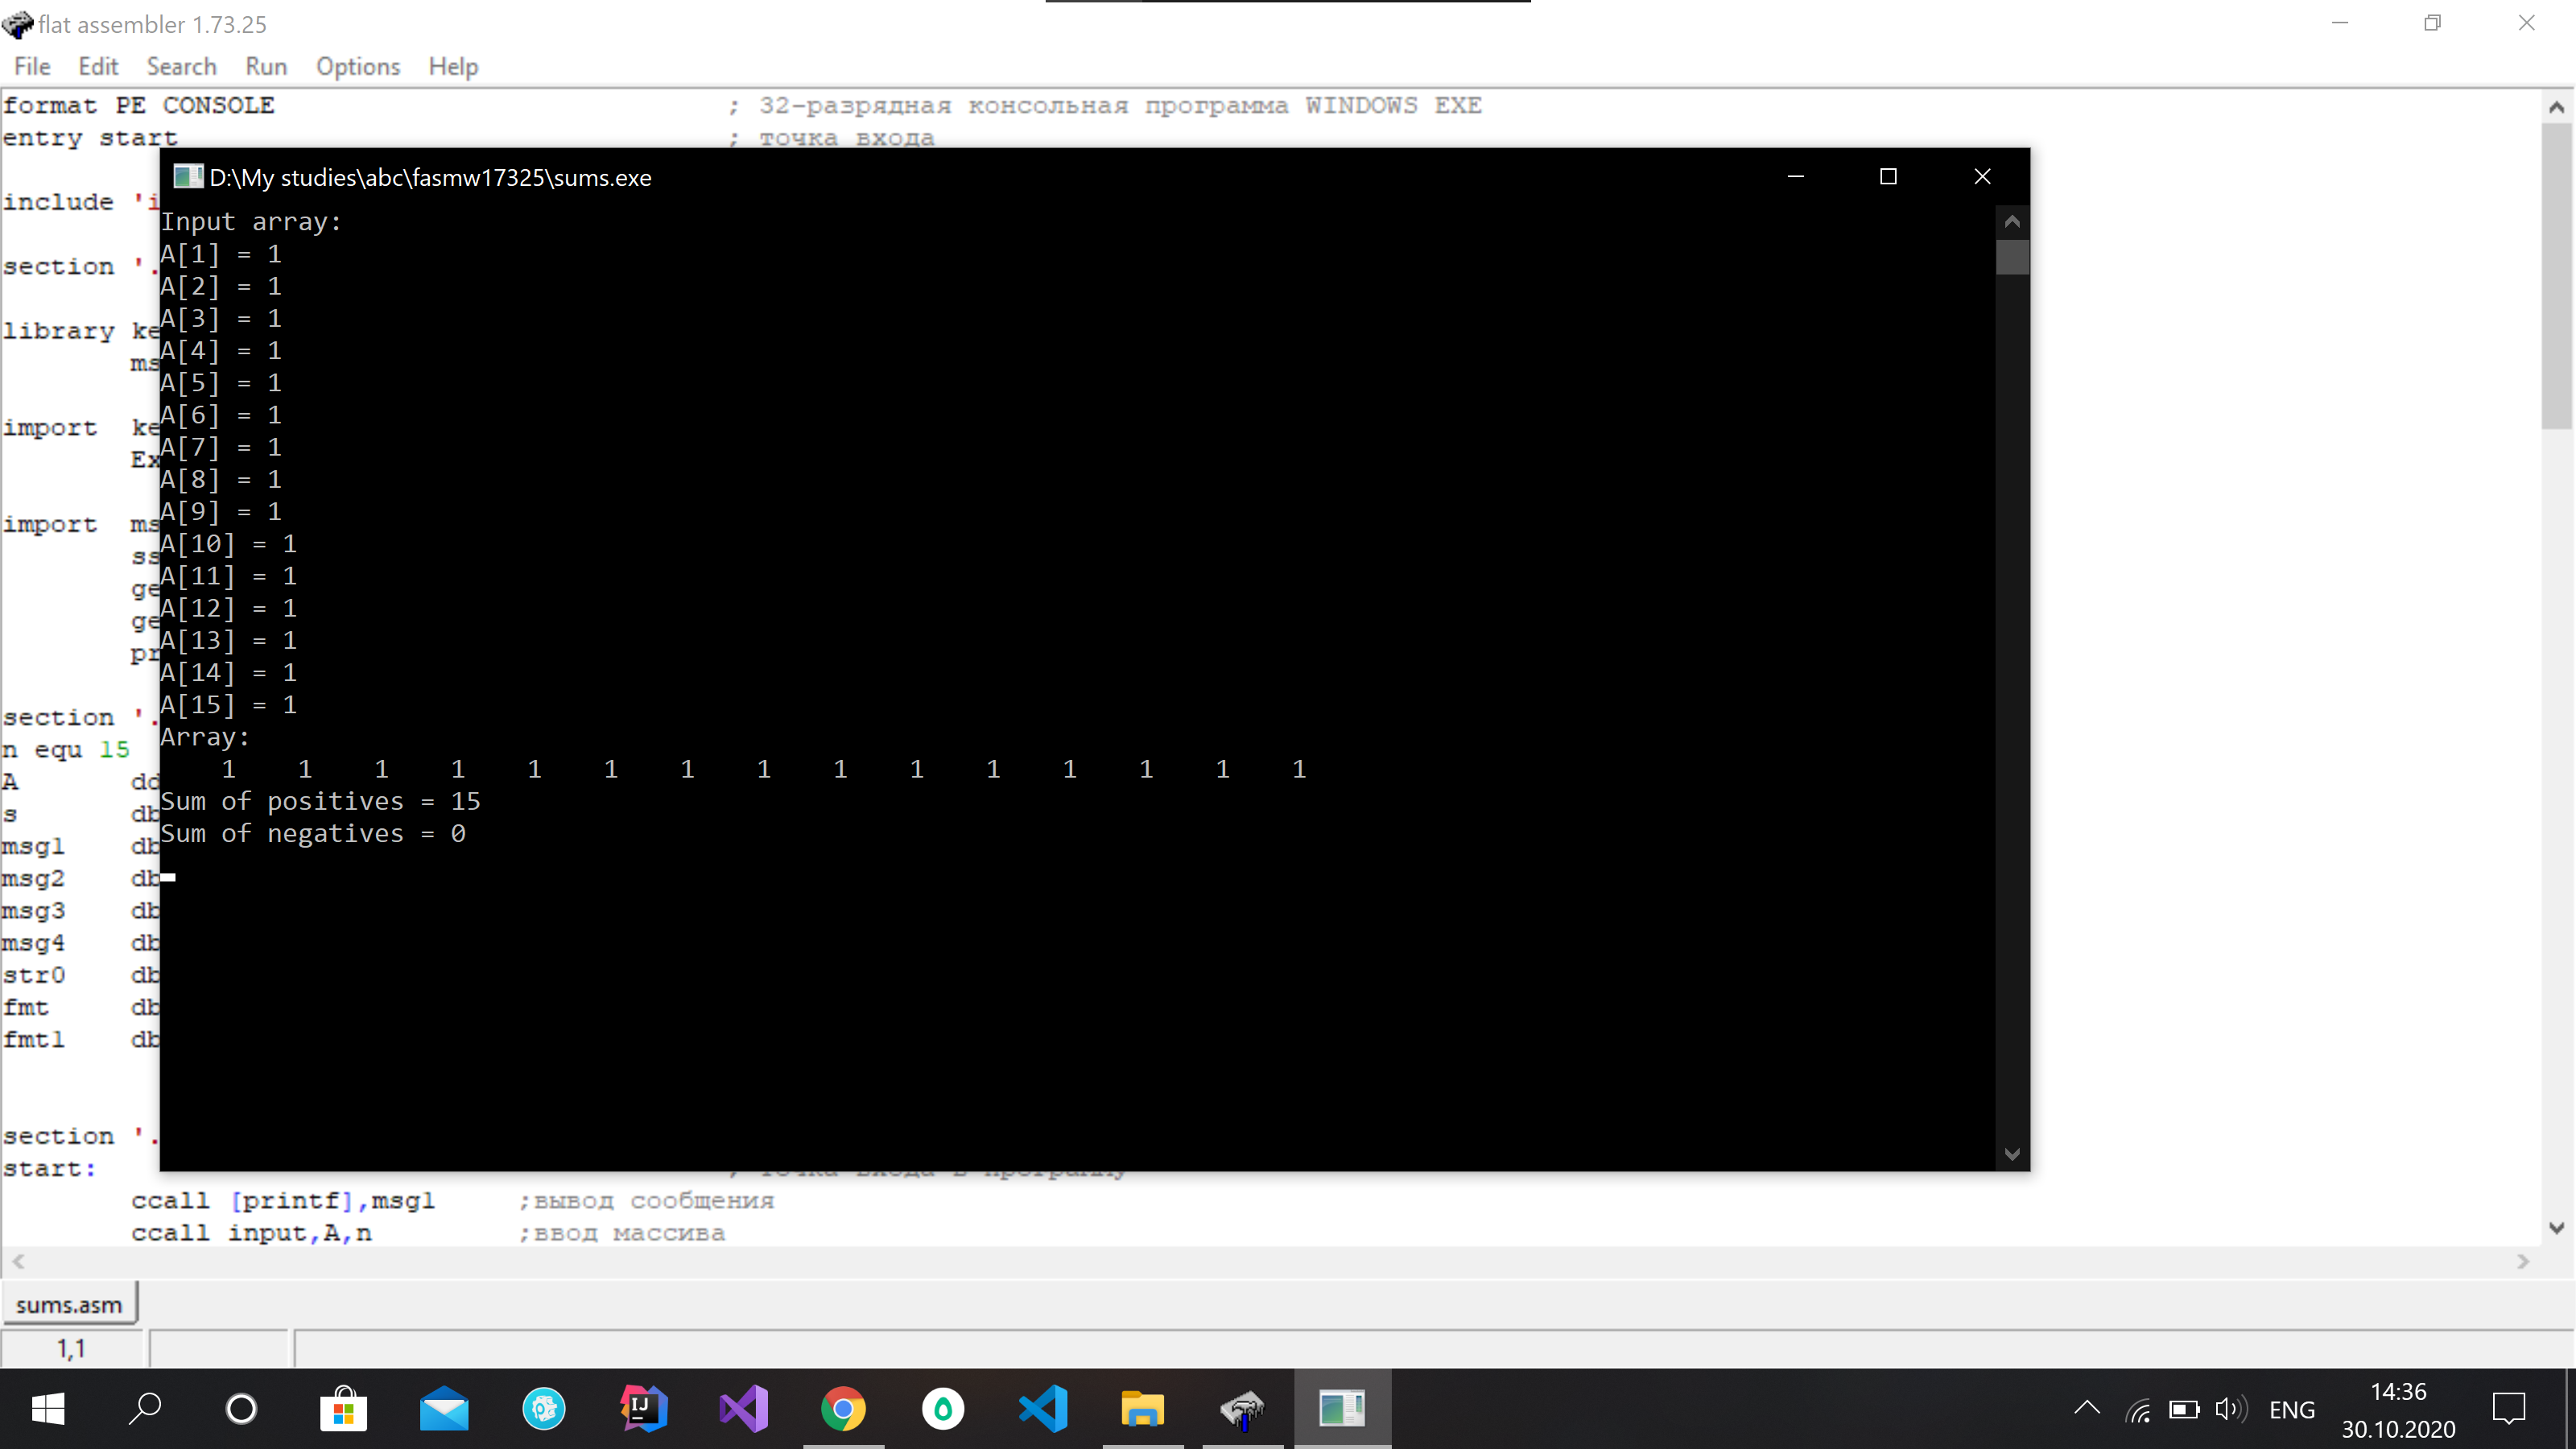 flat assembler 1.73.25
File Edit Search Run Options Help
format PE CONSOLE ; 32-разрядная консольная программа WINDOWS EXE
entry start ; точка входа
D:\My studies\abc\fasmw17325\sums.exe
include 'i
Input array:
A[1] = 1
section '.
A[2] = 1
A[3] = 1
library ke
A[4] = 1
ms
A[5] = 1
A[6] = 1
import ke
A[7] = 1
Ex
A[8] = 1
A[9] = 1
import ms
A[10] = 1
ss
A[11] = 1
ge
A[12] = 1
ge
A[13] = 1
pr
A[14] = 1
A[15] = 1
section '.
Array:
n equ 15
1 1 1 1 1 1 1 1 1 1 1 1 1 1 1
A dd
Sum of positives = 15
s db
Sum of negatives = 0
msg1 db
msg2 db
msg3 db
msg4 db
str0 db
fmt db
fmt1 db
section '.
start: ; точка входа в программу
ccall [printf],msg1 ;вывод сообщения
ccall input,A,n ;ввод массива
sums.asm
1,1
ENG
14:36
30.10.2020